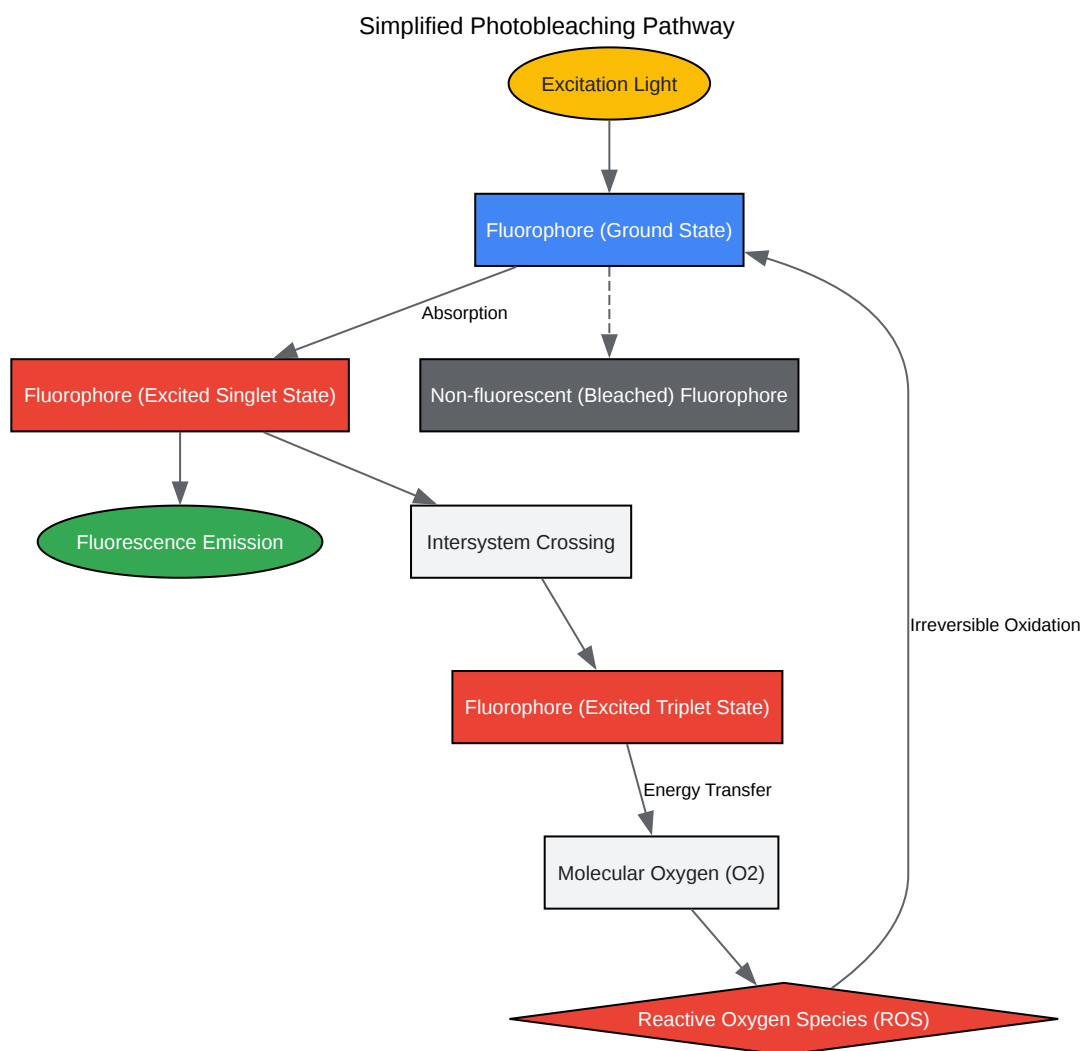 Simplified Photobleaching Pathway
Excitation Light
Fluorophore (Ground State)
Absorption
Fluorophore (Excited Singlet State)
Non-fluorescent (Bleached) Fluorophore
Fluorescence Emission
Intersystem Crossing
Irreversible Oxidation
Fluorophore (Excited Triplet State)
Energy Transfer
Molecular Oxygen (O2)
Reactive Oxygen Species (ROS)